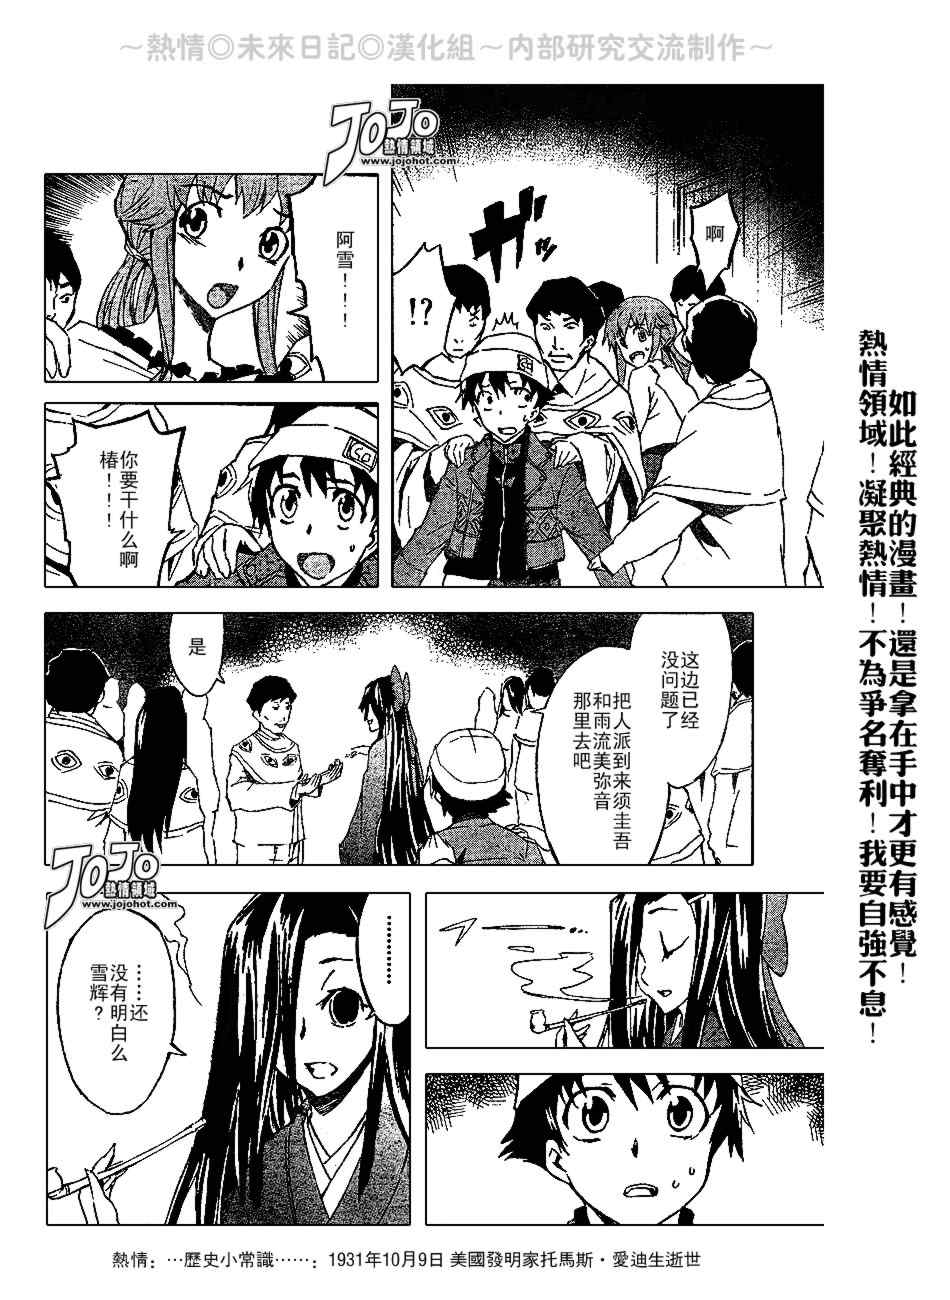 ～熱情◎未來日記◎漢化組～内部研究交流制作～
JOJO
熱情領域
www.jojohot.com
啊
!?
阿雪！！！
你要干什么啊
椿！！！
这边已经
没问题了
把人派到来须圭吾
和雨流美弥音
那里去吧
是
JOJO
熱情領域
www.jojohot.com
………
……还
没有明白么
雪辉？
如此經典的漫畫！還是拿在手中才更有感覺！
熱情領域！凝聚熱情！不為爭名奪利！我要自強不息！
熱情：…歷史小常識……：1931年10月9日 美國發明家托馬斯·愛迪生逝世